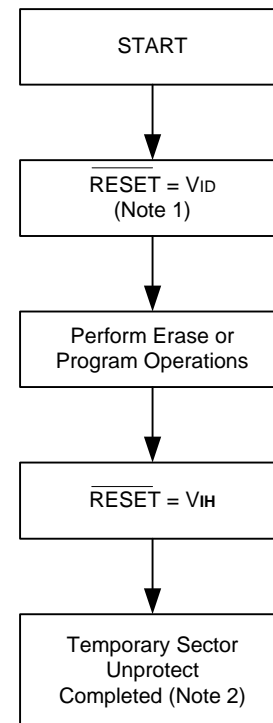 START
RESET = VID
(Note 1)
Perform Erase or
Program Operations
RESET = VIH
Temporary Sector
Unprotect
Completed (Note 2)